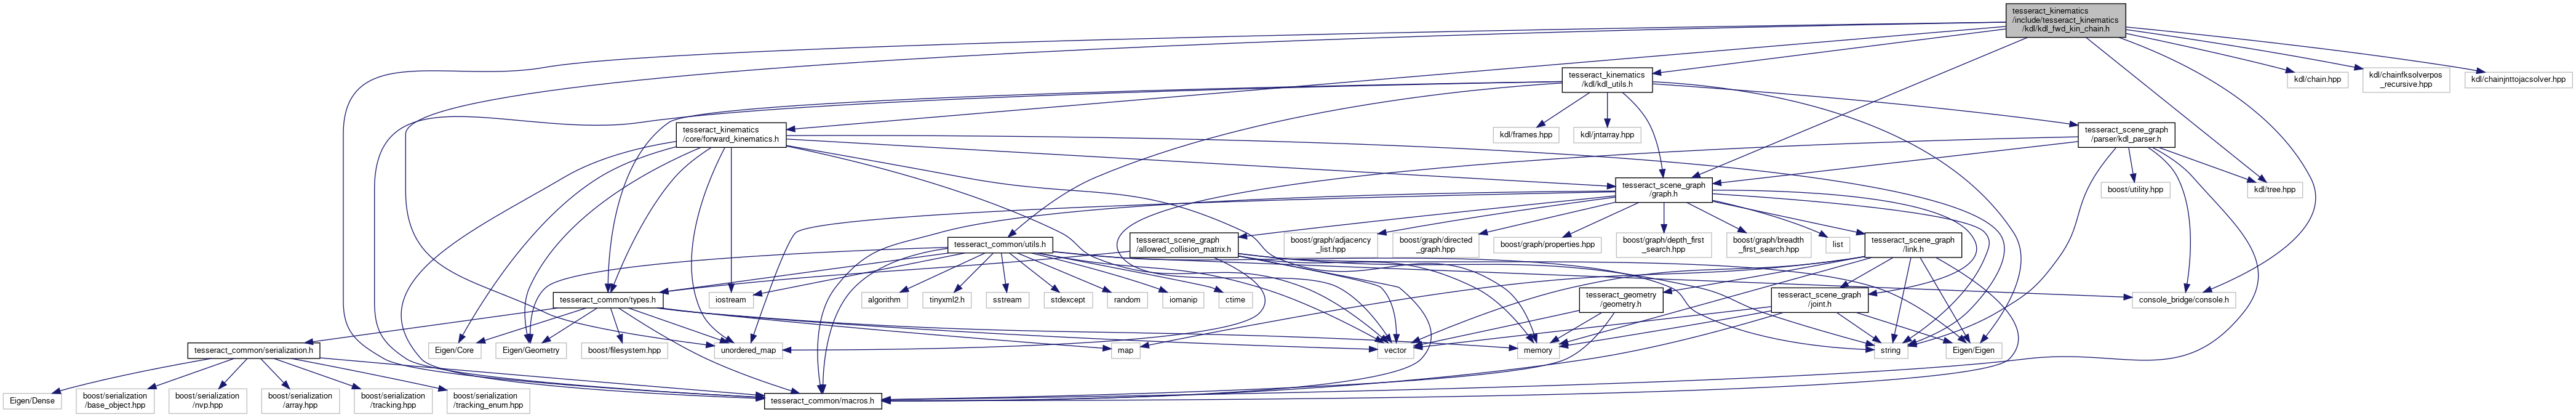 tesseract_kinematics
/include/tesseract_kinematics
/kdl/kdl_fwd_kin_chain.h
tesseract_kinematics
/kdl/kdl_utils.h
kdl/chain.hpp
kdl/chainfksolverpos
_recursive.hpp
kdl/chainjnttojacsolver.hpp
tesseract_kinematics
/core/forward_kinematics.h
kdl/frames.hpp
kdl/jntarray.hpp
tesseract_scene_graph
/parser/kdl_parser.h
tesseract_scene_graph
/graph.h
boost/utility.hpp
kdl/tree.hpp
tesseract_common/utils.h
tesseract_scene_graph
/allowed_collision_matrix.h
boost/graph/adjacency
_list.hpp
boost/graph/directed
_graph.hpp
boost/graph/properties.hpp
boost/graph/depth_first
_search.hpp
boost/graph/breadth
_first_search.hpp
list
tesseract_scene_graph
/link.h
tesseract_common/types.h
iostream
algorithm
tinyxml2.h
sstream
stdexcept
random
iomanip
ctime
tesseract_geometry
/geometry.h
tesseract_scene_graph
/joint.h
console_bridge/console.h
tesseract_common/serialization.h
Eigen/Core
Eigen/Geometry
boost/filesystem.hpp
unordered_map
map
vector
memory
string
Eigen/Eigen
Eigen/Dense
boost/serialization
/base_object.hpp
boost/serialization
/nvp.hpp
boost/serialization
/array.hpp
boost/serialization
/tracking.hpp
boost/serialization
/tracking_enum.hpp
tesseract_common/macros.h